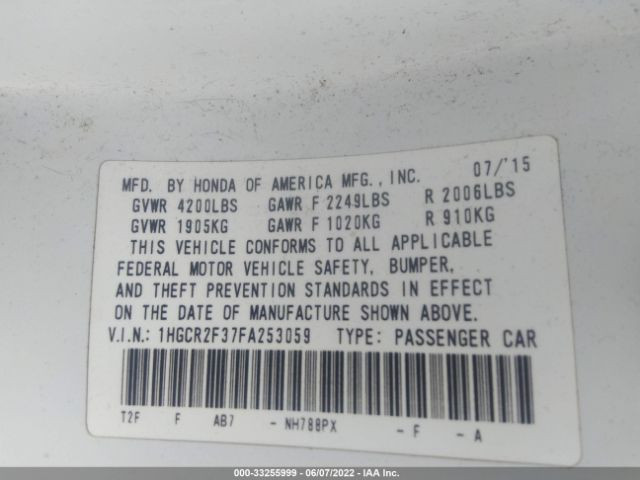 MFD. BY HONDA OF AMERICA MFG., INC. 07/'15
GVWR 4200LBS GAWR F 2249LBS R 2006LBS
GVWR 1905KG GAWR F 1020KG R 910KG
THIS VEHICLE CONFORMS TO ALL APPLICABLE
FEDERAL MOTOR VEHICLE SAFETY, BUMPER,
AND THEFT PREVENTION STANDARDS IN EFFECT
ON THE DATE OF MANUFACTURE SHOWN ABOVE.
V.I.N.: 1HGCR2F37FA253059 TYPE: PASSENGER CAR
T2F F AB7 - NH788PX - F - A
000-33255999 - 06/07/2022 - IAA Inc.